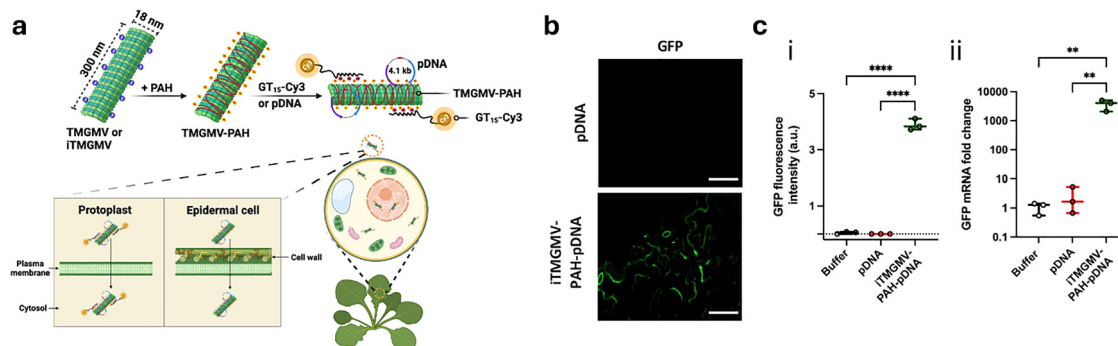 a
18 nm
300 nm
TMGMV or
iTMGMV
+ PAH
TMGMV-PAH
GT15-Cy3
or pDNA
4.1 kb
pDNA
TMGMV-PAH
GT15-Cy3
Protoplast
Epidermal cell
Plasma
membrane
Cell wall
Cytosol
b
GFP
pDNA
iTMGMV-
PAH-pDNA
c
i
****
****
GFP fluorescence
intensity (a.u.)
5
3
1
Buffer
pDNA
iTMGMV-
PAH-pDNA
ii
**
**
GFP mRNA fold change
10000
1000
100
10
1
0.1
Buffer
pDNA
iTMGMV-
PAH-pDNA